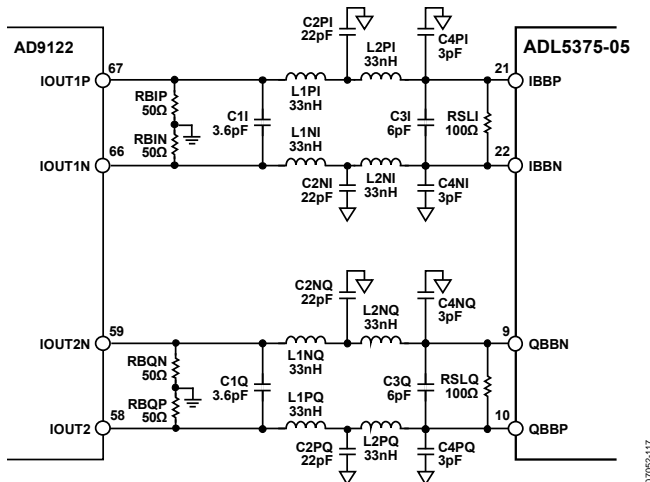 AD9122
ADL5375-05
C2PI
22pF
L2PI
33nH
C4PI
3pF
IOUT1P
67
21
IBBP
RBIP
50Ω
RBIN
50Ω
C1I
3.6pF
L1PI
33nH
L1NI
33nH
C3I
6pF
RSLI
100Ω
IOUT1N
66
22
IBBN
C2NI
22pF
L2NI
33nH
C4NI
3pF
C2NQ
22pF
L2NQ
33nH
C4NQ
3pF
IOUT2N
59
9
QBBN
RBQN
50Ω
RBQP
50Ω
C1Q
3.6pF
L1NQ
33nH
L1PQ
33nH
C3Q
6pF
RSLQ
100Ω
IOUT2
58
10
QBBP
C2PQ
22pF
L2PQ
33nH
C4PQ
3pF
07052-117